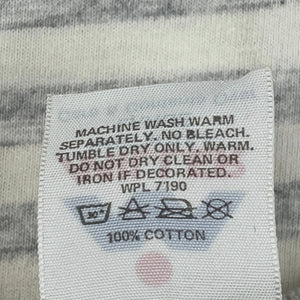 MACHINE WASH WARM
SEPARATELY. NO BLEACH.
TUMBLE DRY ONLY, WARM.
DO NOT DRY CLEAN OR
IRON IF DECORATED.
WPL 7190
100% COTTON